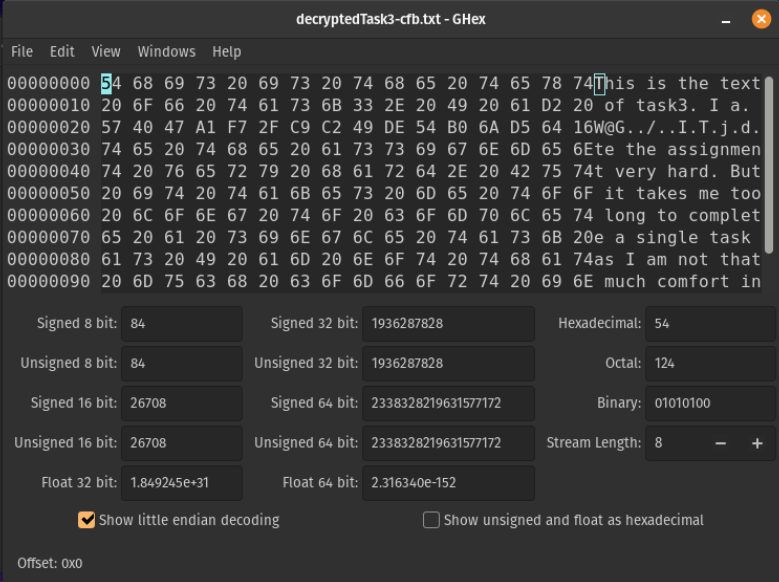 decryptedTask3-cfb.txt - GHex
File Edit View Windows Help
00000000 54 68 69 73 20 69 73 20 74 68 65 20 74 65 78 74This is the text
00000010 20 6F 66 20 74 61 73 6B 33 2E 20 49 20 61 D2 20 of task3. I a.
00000020 57 40 47 A1 F7 2F C9 C2 49 DE 54 B0 6A D5 64 16W@G../..I.T.j.d.
00000030 74 65 20 74 68 65 20 61 73 73 69 67 6E 6D 65 6Ete the assignmen
00000040 74 20 76 65 72 79 20 68 61 72 64 2E 20 42 75 74t very hard. But
00000050 20 69 74 20 74 61 6B 65 73 20 6D 65 20 74 6F 6F it takes me too
00000060 20 6C 6F 6E 67 20 74 6F 20 63 6F 6D 70 6C 65 74 long to complet
00000070 65 20 61 20 73 69 6E 67 6C 65 20 74 61 73 6B 20e a single task
00000080 61 73 20 49 20 61 6D 20 6E 6F 74 20 74 68 61 74as I am not that
00000090 20 6D 75 63 68 20 63 6F 6D 66 6F 72 74 20 69 6E much comfort in
Signed 8 bit: 84 Signed 32 bit: 1936287828 Hexadecimal: 54
Unsigned 8 bit: 84 Unsigned 32 bit: 1936287828 Octal: 124
Signed 16 bit: 26708 Signed 64 bit: 2338328219631577172 Binary: 01010100
Unsigned 16 bit: 26708 Unsigned 64 bit: 2338328219631577172 Stream Length: 8 − +
Float 32 bit: 1.849245e+31 Float 64 bit: 2.316340e-152
Show little endian decoding Show unsigned and float as hexadecimal
Offset: 0x0